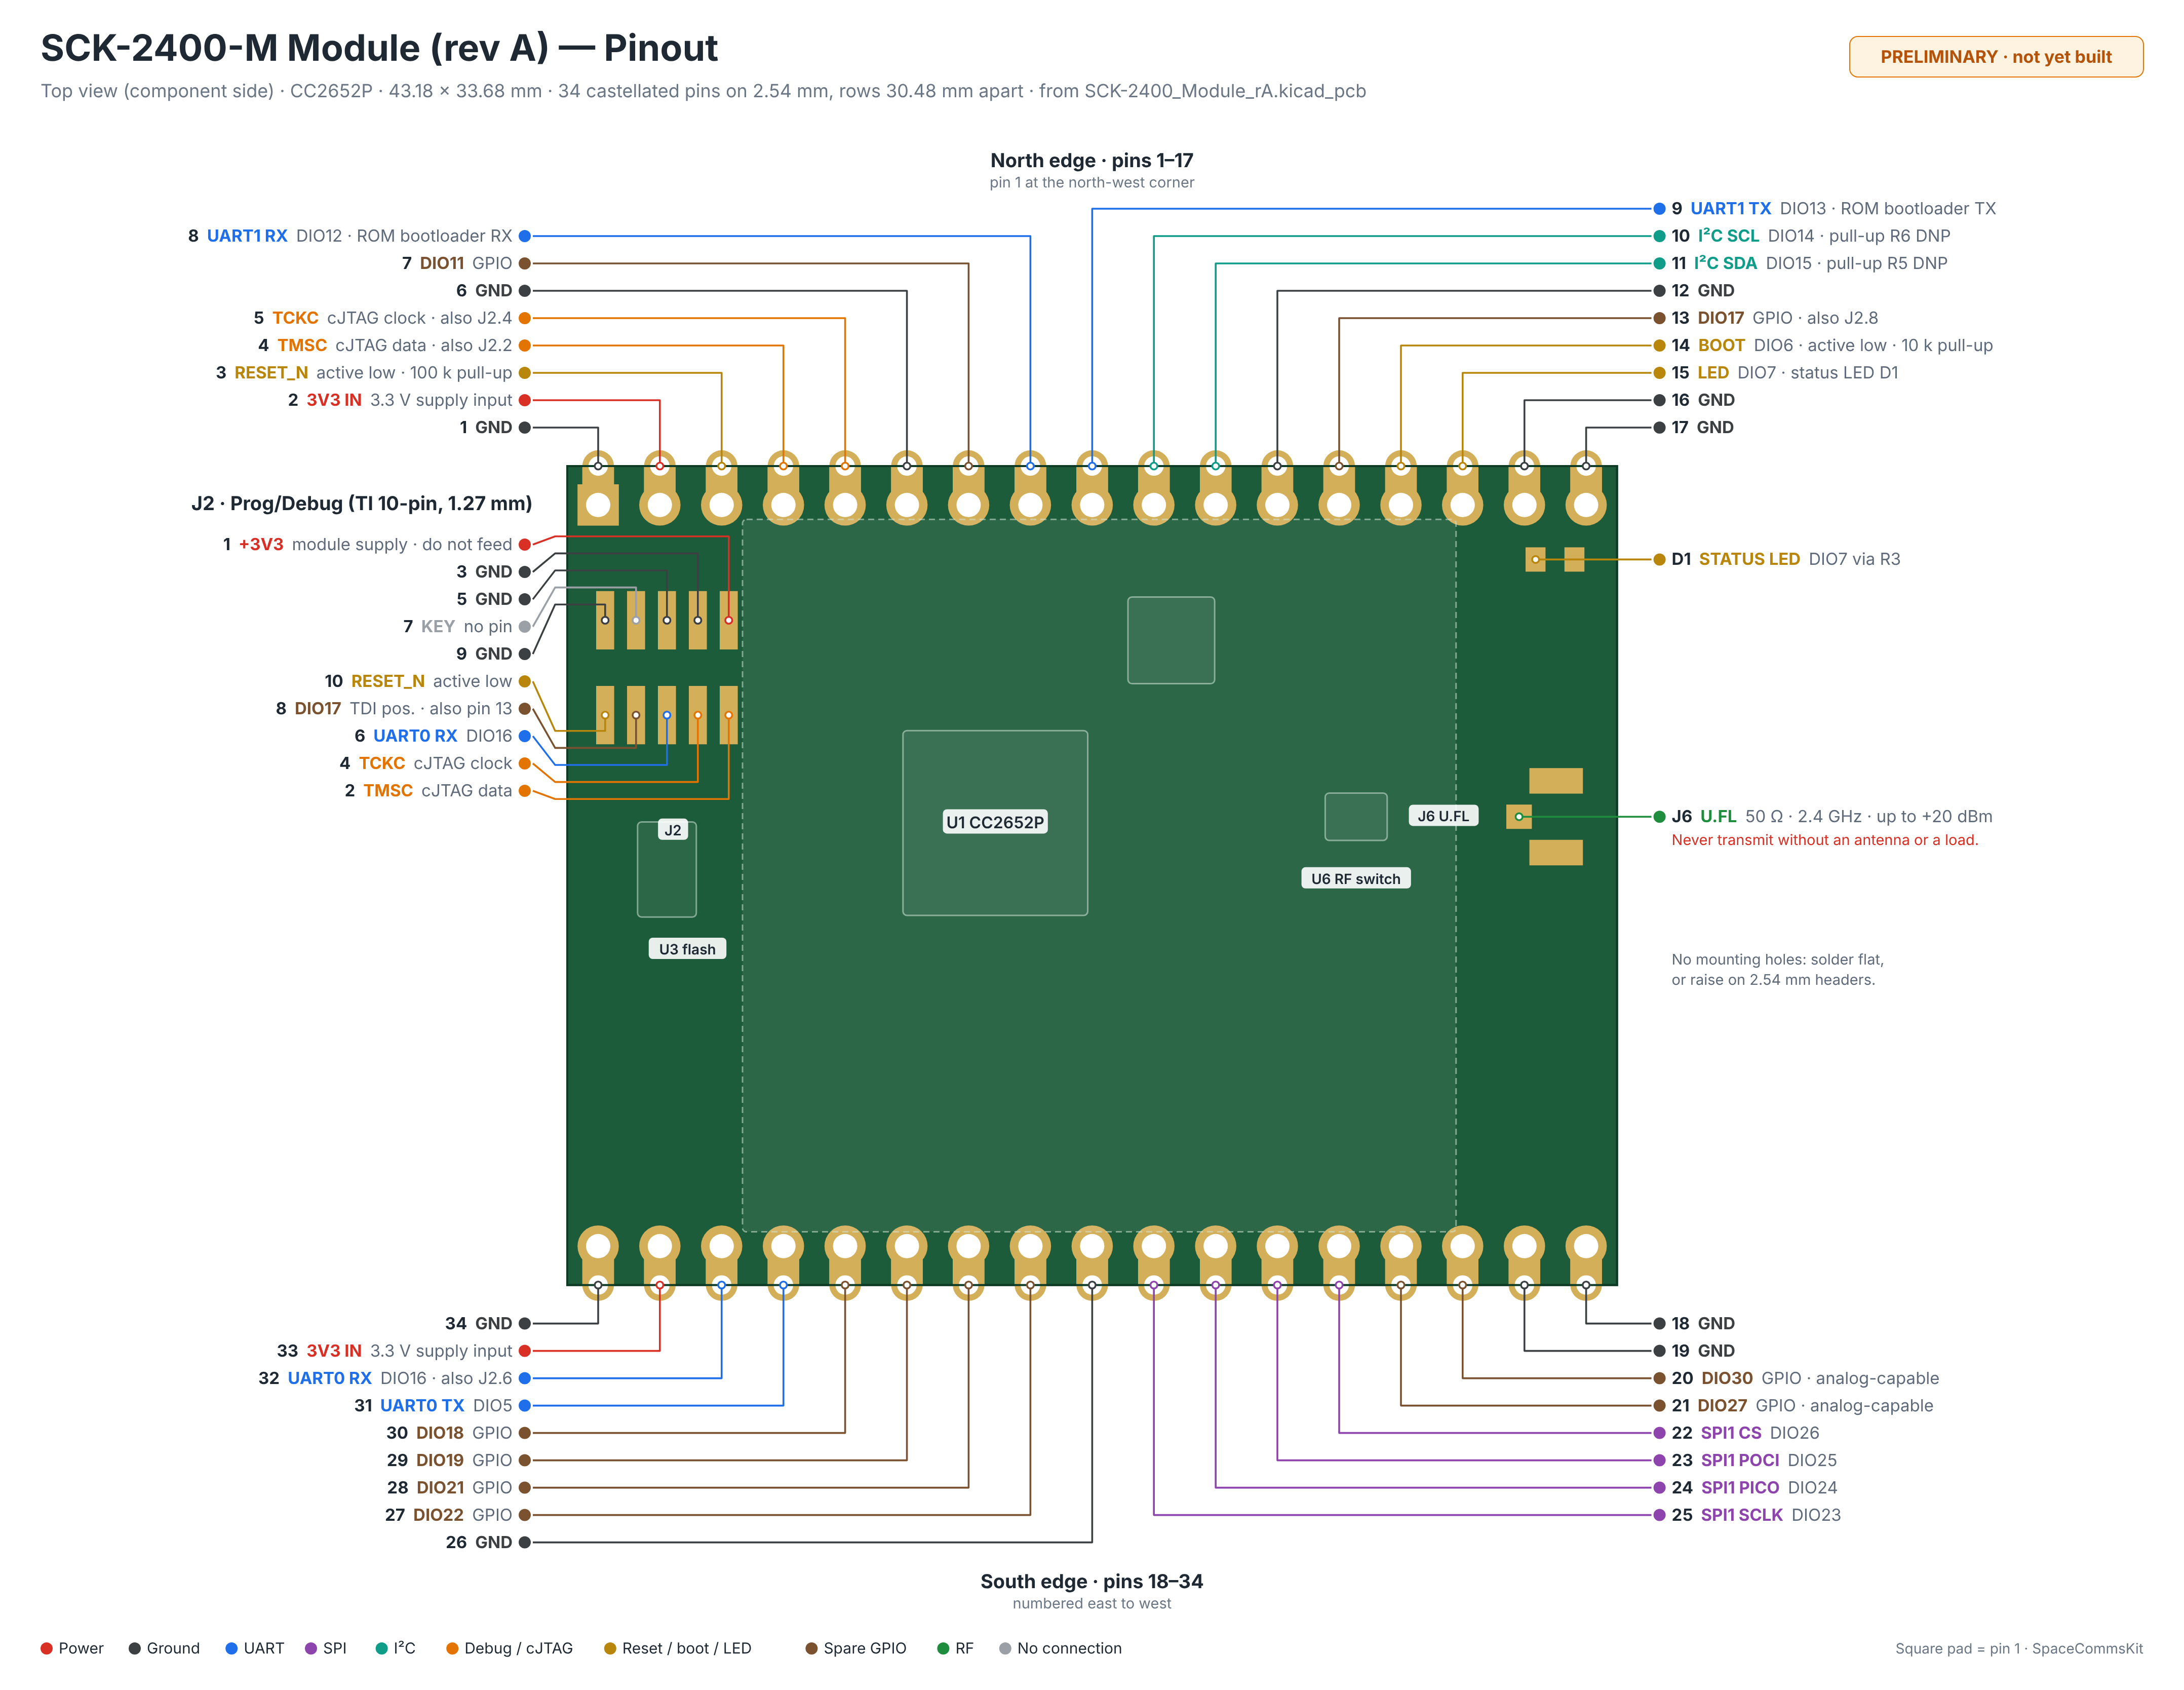 SCK-2400-M Module (rev A) — Pinout
PRELIMINARY · not yet built
Top view (component side) · CC2652P · 43.18 × 33.68 mm · 34 castellated pins on 2.54 mm, rows 30.48 mm apart · from SCK-2400_Module_rA.kicad_pcb
North edge · pins 1–17
pin 1 at the north-west corner
8 UART1 RX DIO12 · ROM bootloader RX
7 DIO11 GPIO
6 GND
5 TCKC cJTAG clock · also J2.4
4 TMSC cJTAG data · also J2.2
3 RESET_N active low · 100 k pull-up
2 3V3 IN 3.3 V supply input
1 GND
9 UART1 TX DIO13 · ROM bootloader TX
10 I²C SCL DIO14 · pull-up R6 DNP
11 I²C SDA DIO15 · pull-up R5 DNP
12 GND
13 DIO17 GPIO · also J2.8
14 BOOT DIO6 · active low · 10 k pull-up
15 LED DIO7 · status LED D1
16 GND
17 GND
J2 · Prog/Debug (TI 10-pin, 1.27 mm)
1 +3V3 module supply · do not feed
3 GND
5 GND
7 KEY no pin
9 GND
10 RESET_N active low
8 DIO17 TDI pos. · also pin 13
6 UART0 RX DIO16
4 TCKC cJTAG clock
2 TMSC cJTAG data
J2
U3 flash
U1 CC2652P
J6 U.FL
U6 RF switch
D1 STATUS LED DIO7 via R3
J6 U.FL 50 Ω · 2.4 GHz · up to +20 dBm
Never transmit without an antenna or a load.
No mounting holes: solder flat,
or raise on 2.54 mm headers.
34 GND
33 3V3 IN 3.3 V supply input
32 UART0 RX DIO16 · also J2.6
31 UART0 TX DIO5
30 DIO18 GPIO
29 DIO19 GPIO
28 DIO21 GPIO
27 DIO22 GPIO
26 GND
18 GND
19 GND
20 DIO30 GPIO · analog-capable
21 DIO27 GPIO · analog-capable
22 SPI1 CS DIO26
23 SPI1 POCI DIO25
24 SPI1 PICO DIO24
25 SPI1 SCLK DIO23
South edge · pins 18–34
numbered east to west
Power Ground UART SPI I²C Debug / cJTAG Reset / boot / LED Spare GPIO RF No connection
Square pad = pin 1 · SpaceCommsKit